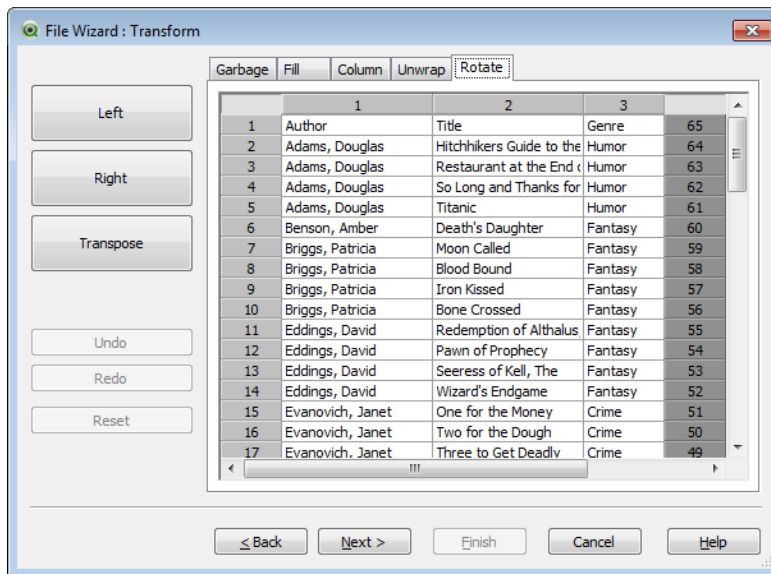 File Wizard : Transform
Garbage Fill Column Unwrap Rotate
Left
Right
Transpose
Undo
Redo
Reset
1 2 3
1 Author Title Genre 65
2 Adams, Douglas Hitchhikers Guide to the Humor 64
3 Adams, Douglas Restaurant at the End Humor 63
4 Adams, Douglas So Long and Thanks for Humor 62
5 Adams, Douglas Titanic Humor 61
6 Benson, Amber Death's Daughter Fantasy 60
7 Briggs, Patricia Moon Called Fantasy 59
8 Briggs, Patricia Blood Bound Fantasy 58
9 Briggs, Patricia Iron Kissed Fantasy 57
10 Briggs, Patricia Bone Crossed Fantasy 56
11 Eddings, David Redemption of Althalus, Fantasy 55
12 Eddings, David Pawn of Prophecy Fantasy 54
13 Eddings, David Seeress of Kell, The Fantasy 53
14 Eddings, David Wizard's Endgame Fantasy 52
15 Evanovich, Janet One for the Money Crime 51
16 Evanovich, Janet Two for the Dough Crime 50
17 Evanovich, Janet Three to Get Deadly Crime 49
< Back Next > Finish Cancel Help